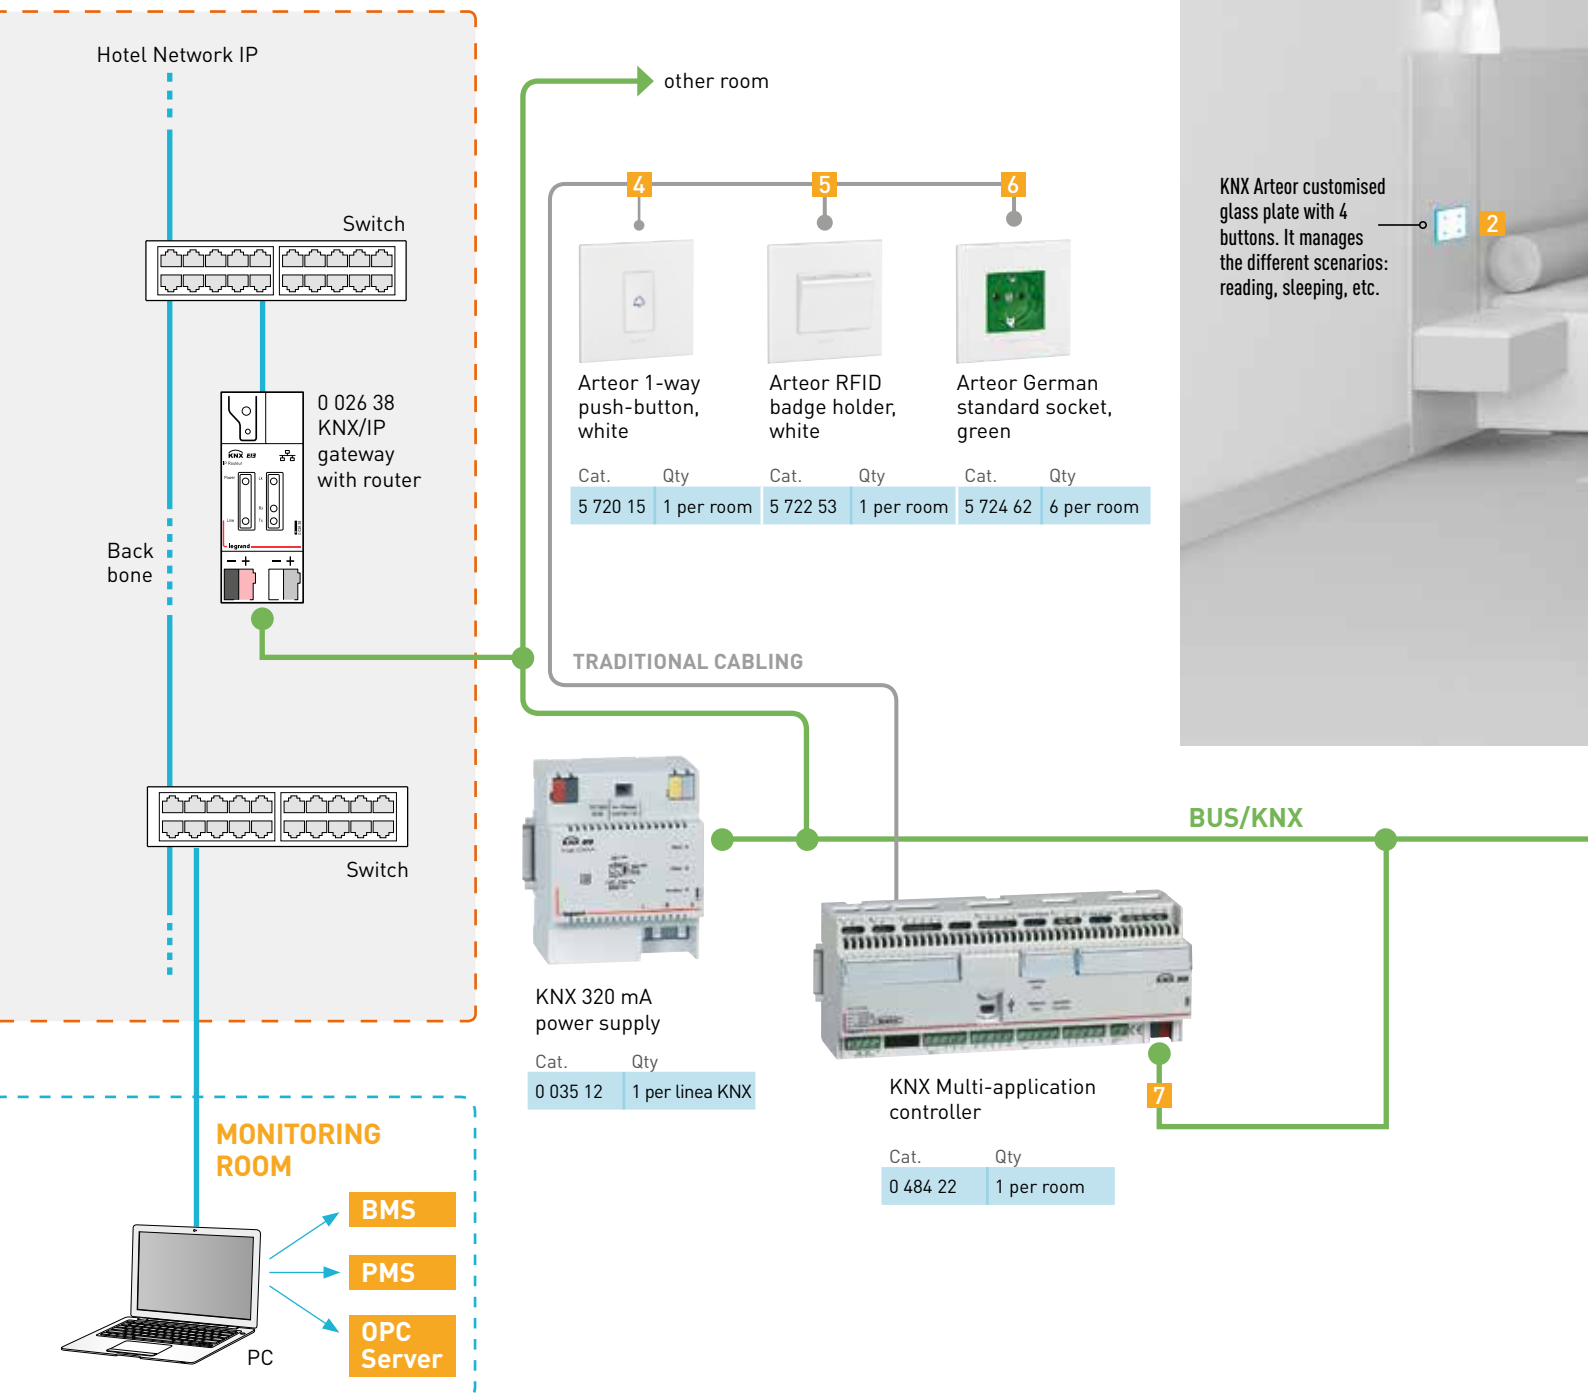 Hotel Network IP
Switch
0 026 38
KNX/IP
gateway
with router
KNX
legrand
Back
bone
Switch
other room
4
5
6
Arteor 1-way
push-button,
white
Cat. Qty
5 720 15 1 per room
Arteor RFID
badge holder,
white
Cat. Qty
5 722 53 1 per room
Arteor German
standard socket,
green
Cat. Qty
5 724 62 6 per room
KNX Arteor customised
glass plate with 4
buttons. It manages
the different scenarios:
reading, sleeping, etc.
2
TRADITIONAL CABLING
BUS/KNX
KNX 320 mA
power supply
Cat. Qty
0 035 12 1 per linea KNX
KNX Multi-application
controller
7
Cat. Qty
0 484 22 1 per room
MONITORING
ROOM
BMS
PMS
OPC
Server
PC